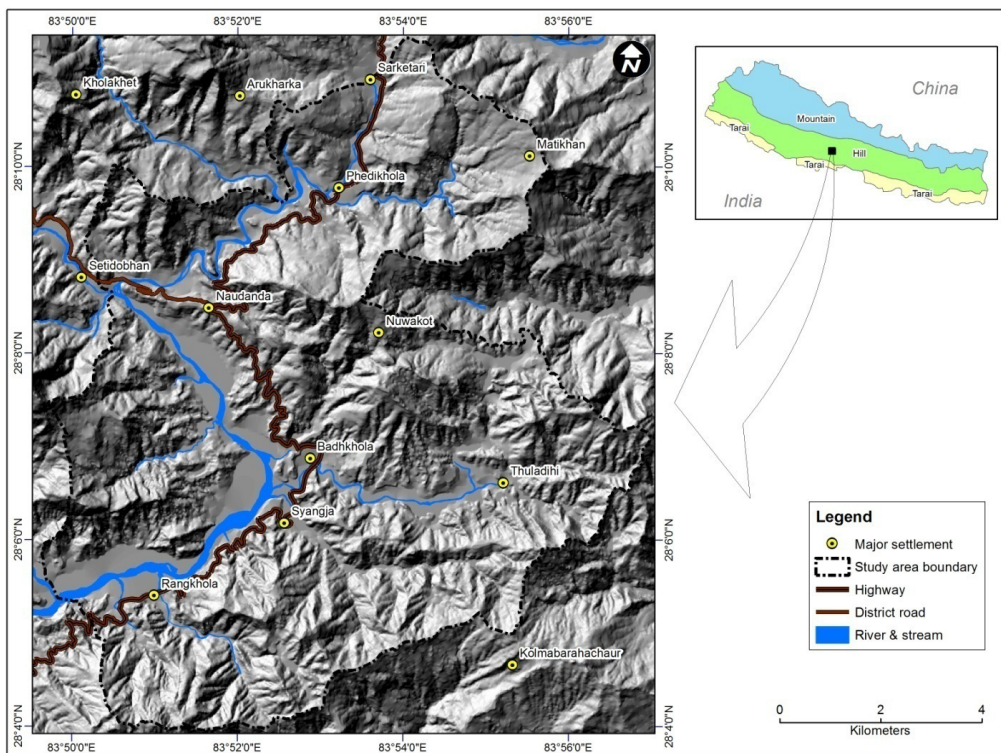 83°50'0"E
83°52'0"E
83°54'0"E
83°56'0"E
N
Kholakhet
Arukharka
Sarketari
Matikhan
28°10'0"N
28°10'0"N
Phedikhola
Setidobhan
Naudanda
Nuwakot
28°8'0"N
28°8'0"N
Badhkhola
Thuladihi
Syangja
28°6'0"N
28°6'0"N
Rangkhola
Kolmabarahachaur
28°4'0"N
28°4'0"N
83°50'0"E
83°52'0"E
83°54'0"E
83°56'0"E
China
Mountain
Tarai
Hill
Tarai
Tarai
India
Legend
Major settlement
Study area boundary
Highway
District road
River & stream
0 2 4
Kilometers